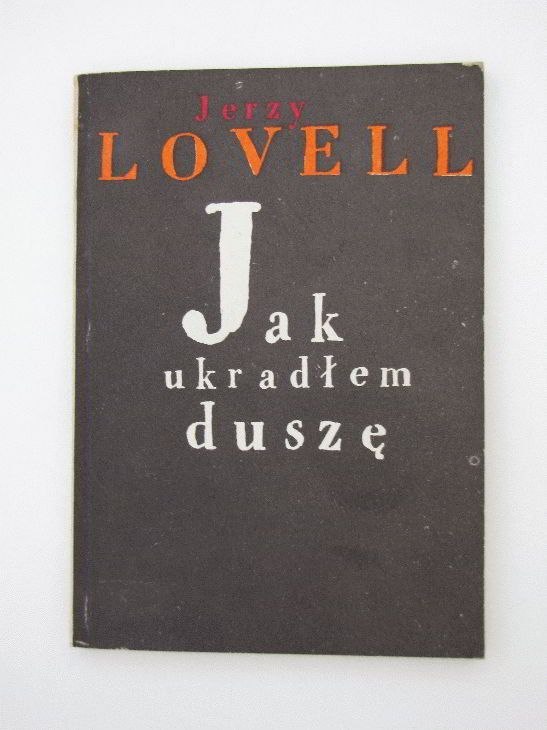 Jerzy
LOVELL
Jak
ukradłem
duszę